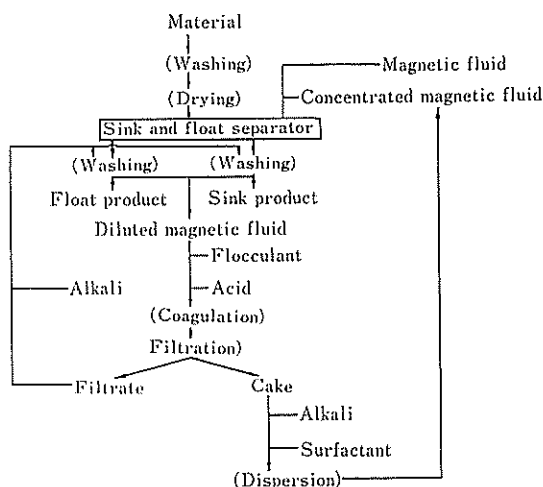 Material
(Washing)
Magnetic fluid
(Drying)
Concentrated magnetic fluid
Sink and float separator
(Washing) (Washing)
Float product Sink product
Diluted magnetic fluid
Flocculant
Alkali Acid
(Coagulation)
Filtration)
Filtrate Cake
Alkali
Surfactant
(Dispersion)